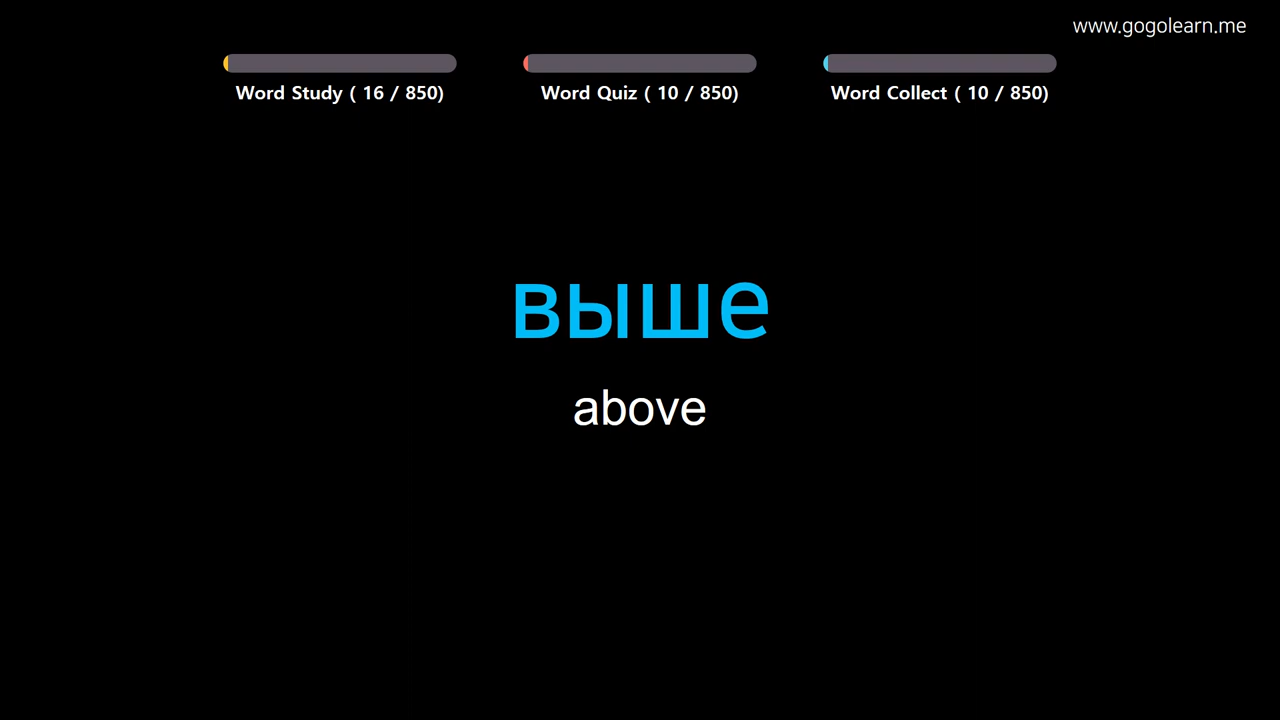 www.gogolearn.me
Word Study ( 16 / 850)
Word Quiz ( 10 / 850)
Word Collect ( 10 / 850)
выше
above